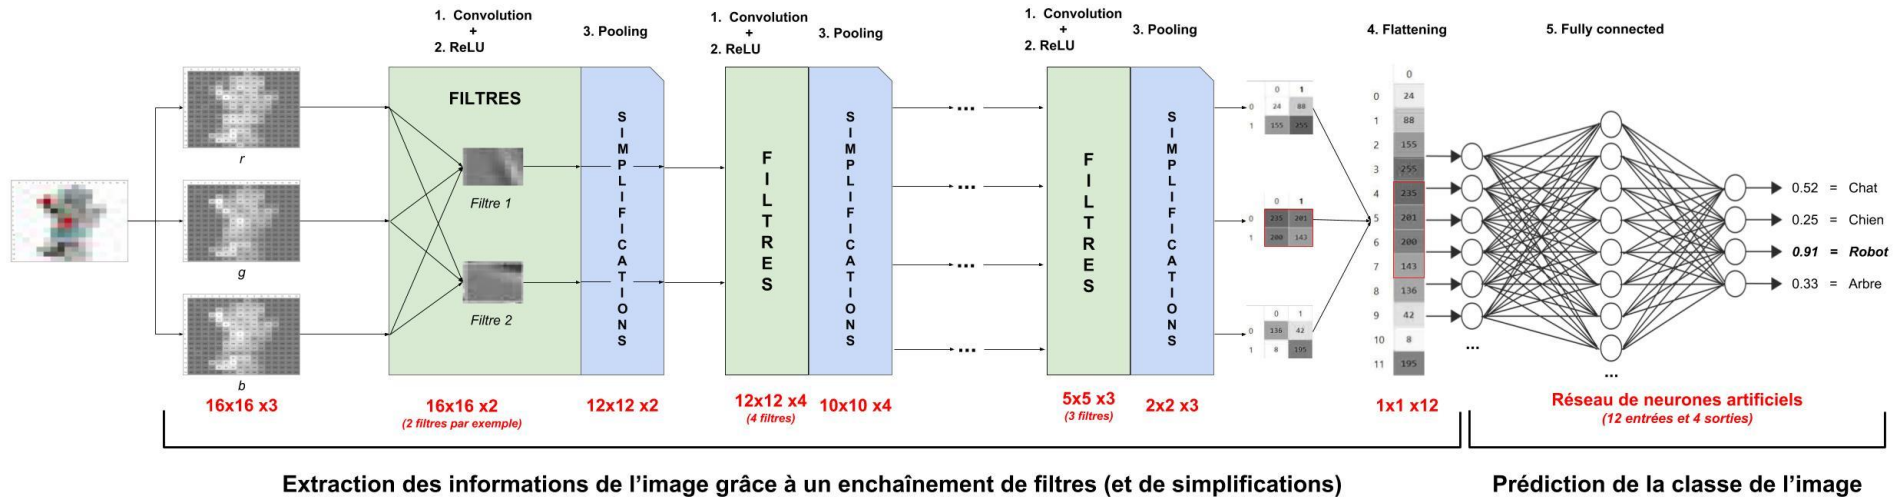 1. Convolution
+
2. ReLU
3. Pooling
1. Convolution
+
2. ReLU
3. Pooling
1. Convolution
+
2. ReLU
3. Pooling
4. Flattening
5. Fully connected
r
g
b
FILTRES
Filtre 1
Filtre 2
SIMPLIFICATIONS
FILTRES
SIMPLIFICATIONS
...
...
...
...
FILTRES
SIMPLIFICATIONS
0 1
0 24 88
1 155 255
0 1
0 235 201
1 200 143
0 1
0 136 42
1 8 195
0
0 24
1 88
2 155
3 255
4 235
5 201
6 200
7 143
8 136
9 42
10 8
11 195
...
...
0.52 = Chat
0.25 = Chien
0.91 = Robot
0.33 = Arbre
16x16 x3
16x16 x2
(2 filtres par exemple)
12x12 x2
12x12 x4
(4 filtres)
10x10 x4
5x5 x3
(3 filtres)
2x2 x3
1x1 x12
Réseau de neurones artificiels
(12 entrées et 4 sorties)
Extraction des informations de l'image grâce à un enchaînement de filtres (et de simplifications)
Prédiction de la classe de l'image